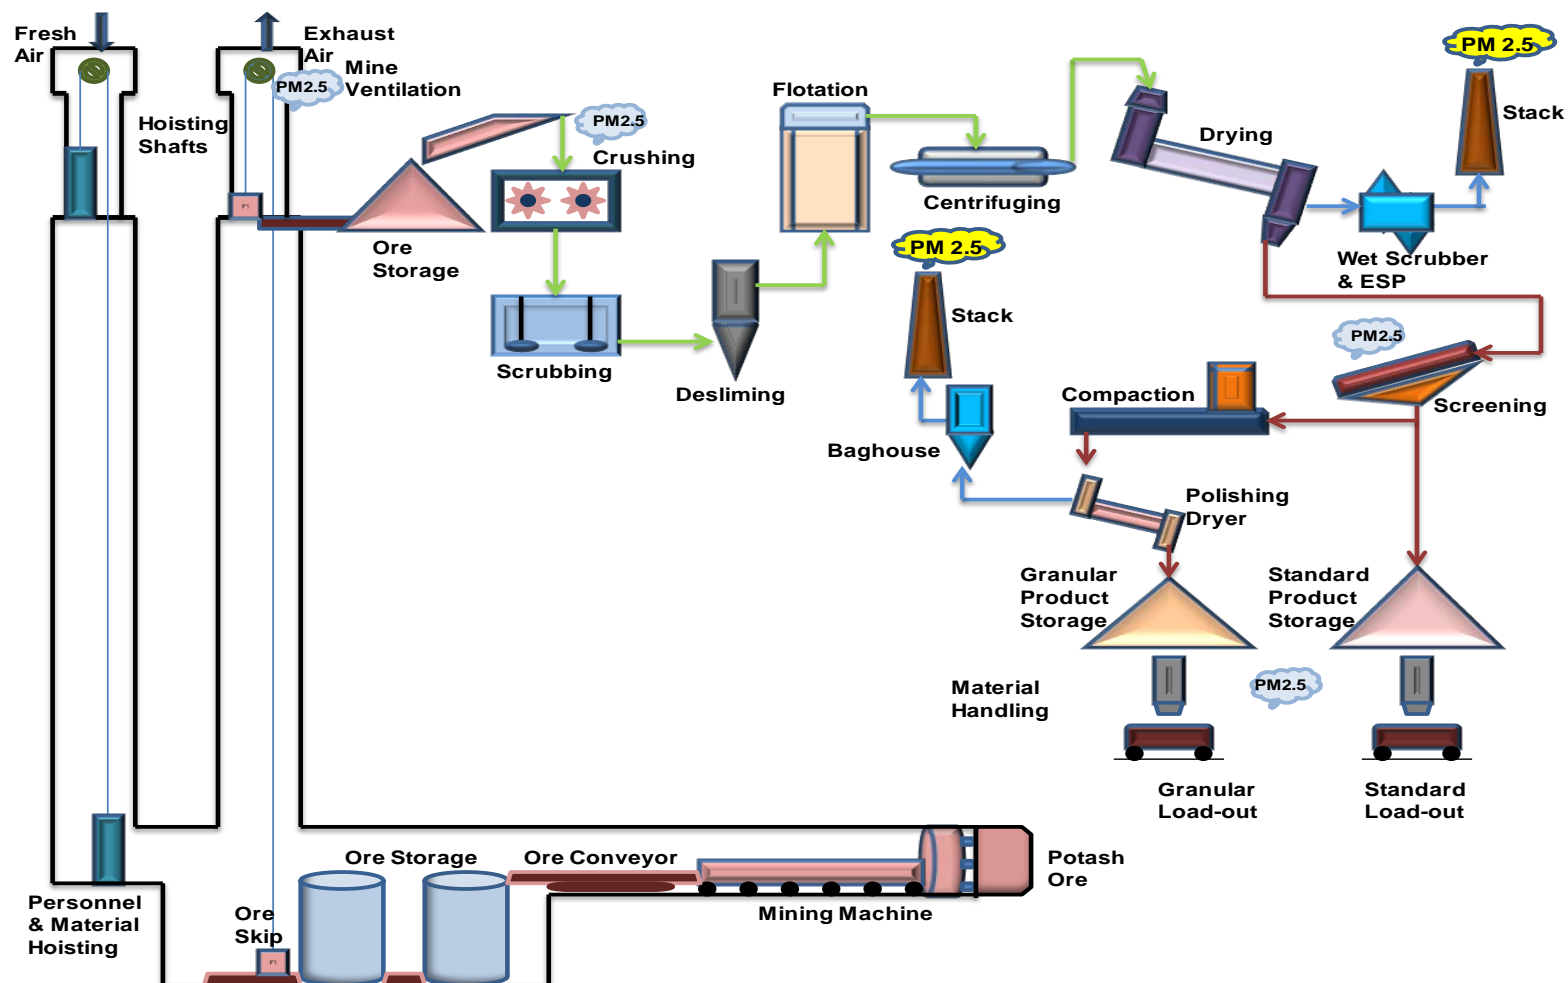 Fresh
Air
Exhaust
Air
Mine
Ventilation
PM2.5
Hoisting
Shafts
PM2.5
Crushing
Ore
Storage
Scrubbing
Desliming
Flotation
Centrifuging
Drying
PM 2.5
Stack
Wet Scrubber
& ESP
PM 2.5
Stack
Baghouse
PM2.5
Screening
Compaction
Polishing
Dryer
Granular
Product
Storage
Standard
Product
Storage
Material
Handling
PM2.5
Granular
Load-out
Standard
Load-out
Ore Storage
Ore Conveyor
Mining Machine
Potash
Ore
Personnel
& Material
Hoisting
Ore
Skip